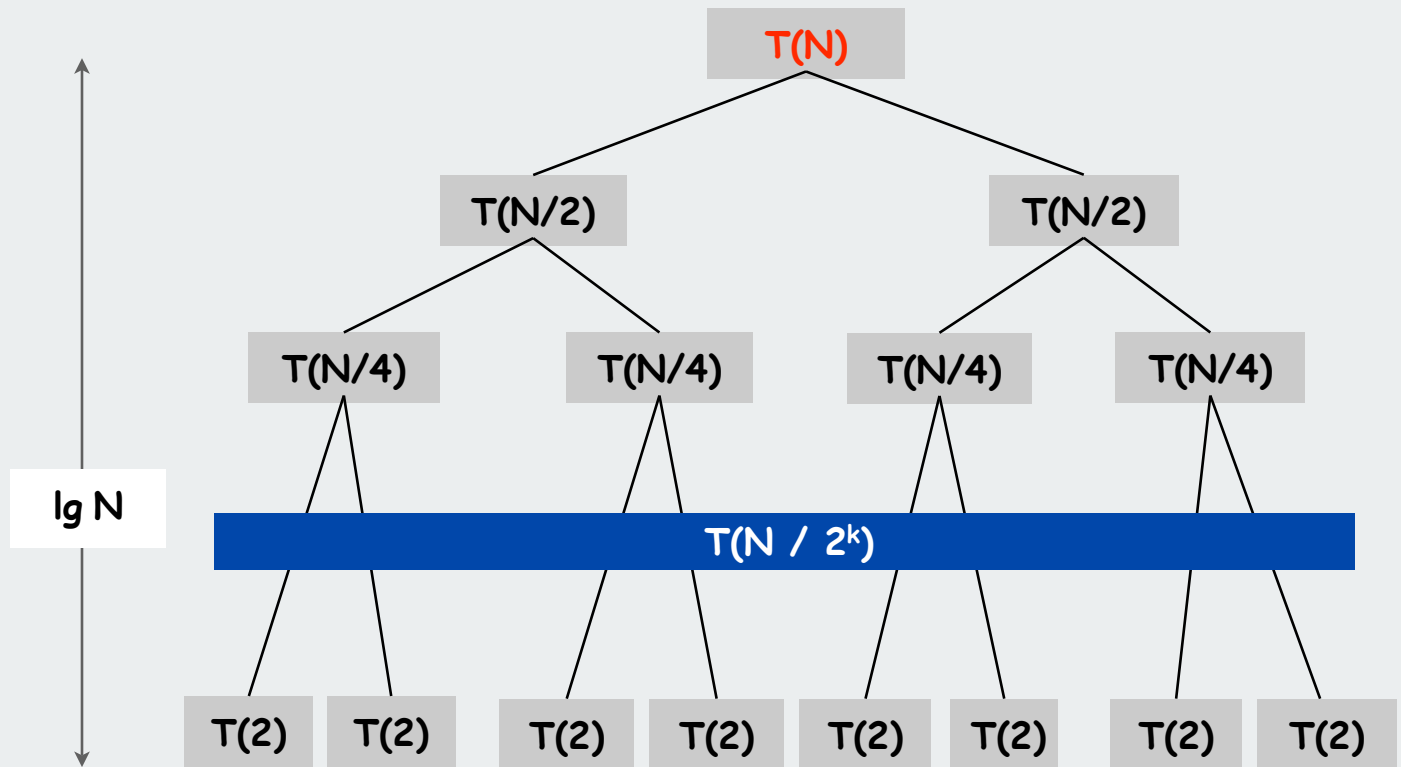 T(N)
T(N/2) T(N/2)
T(N/4) T(N/4) T(N/4) T(N/4)
lg N
T(N / 2ᵏ)
T(2) T(2) T(2) T(2) T(2) T(2) T(2) T(2)